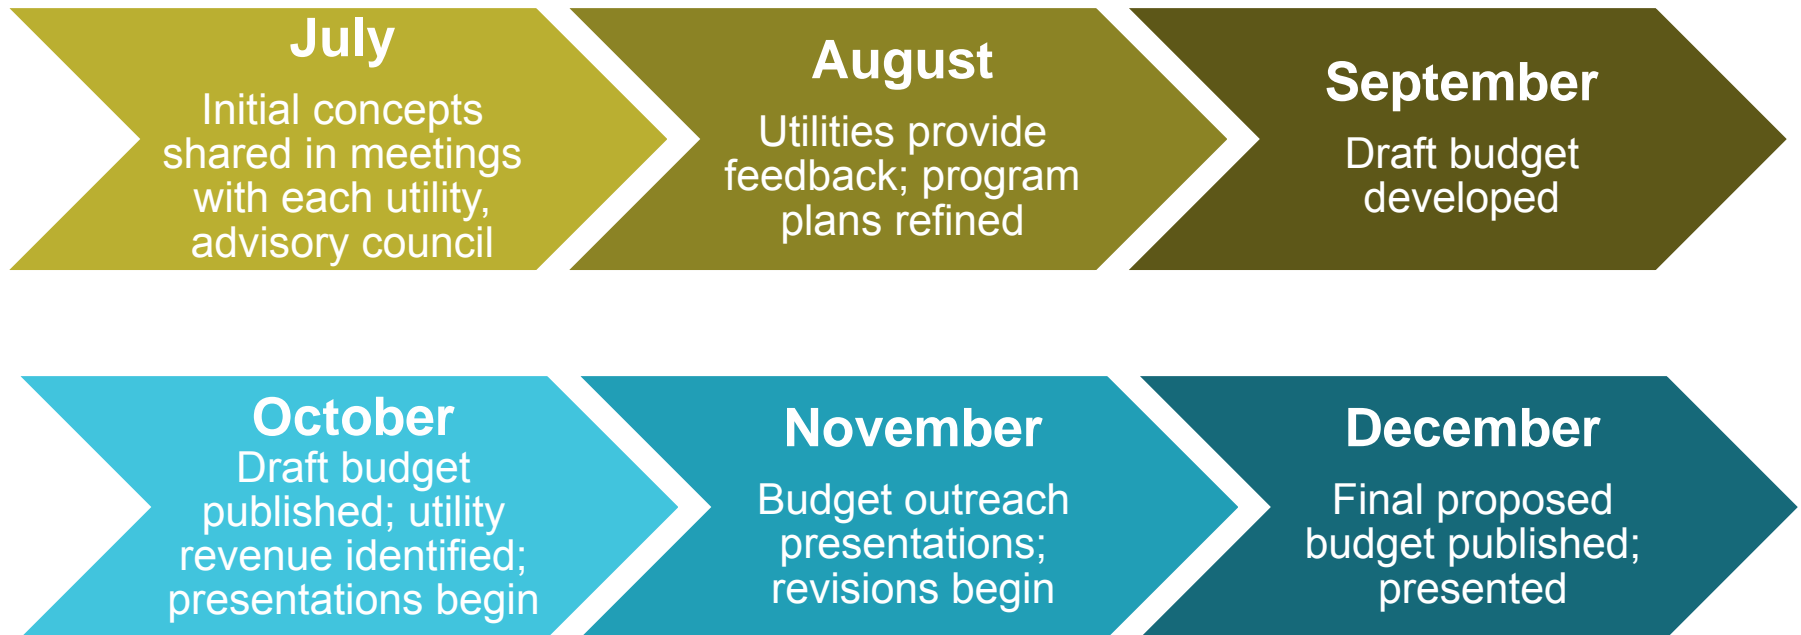 July
Initial concepts
shared in meetings
with each utility,
advisory council
August
Utilities provide
feedback; program
plans refined
September
Draft budget
developed
October
Draft budget
published; utility
revenue identified;
presentations begin
November
Budget outreach
presentations;
revisions begin
December
Final proposed
budget published;
presented